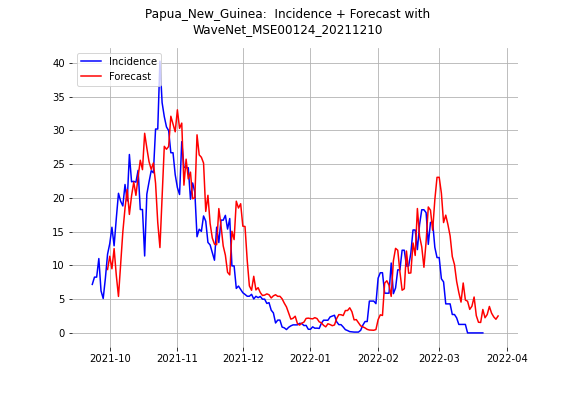 Papua_New_Guinea:  Incidence + Forecast with
WaveNet_MSE00124_20211210
Incidence
Forecast
40
35
30
25
20
15
10
5
0
2021-10 2021-11 2021-12 2022-01 2022-02 2022-03 2022-04